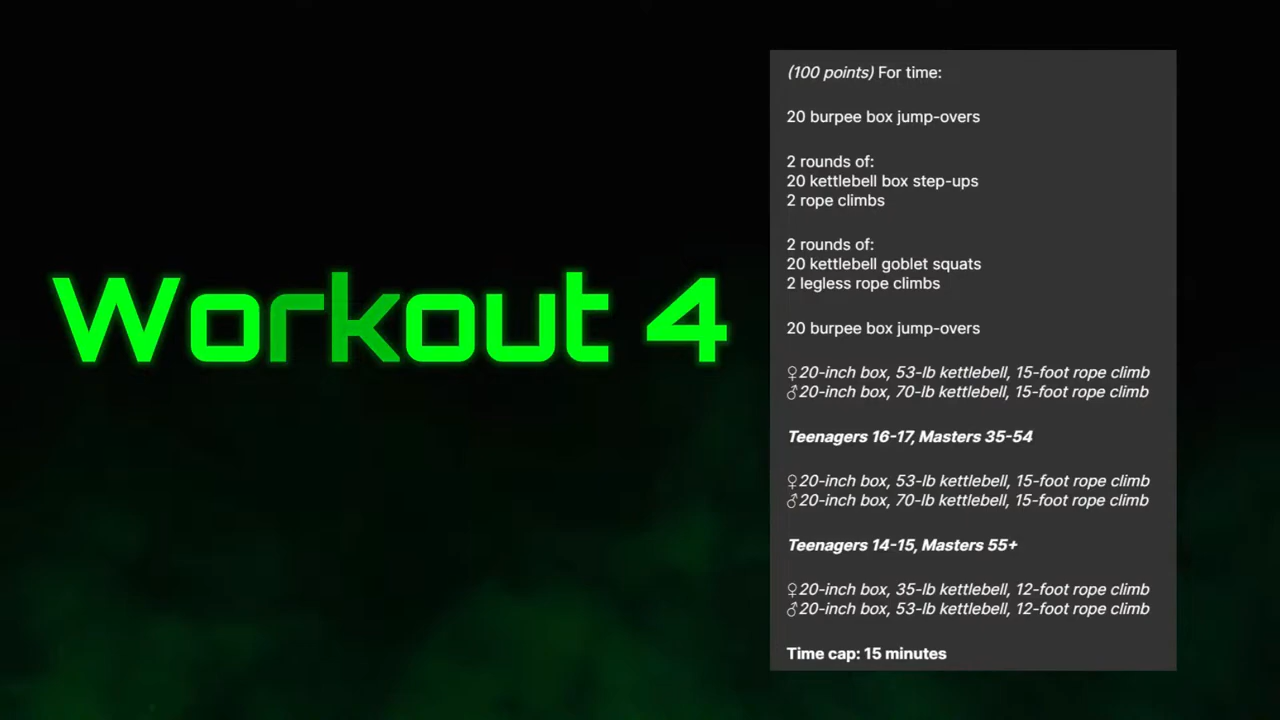 Workout 4
(100 points) For time:
20 burpee box jump-overs
2 rounds of:
20 kettlebell box step-ups
2 rope climbs
2 rounds of:
20 kettlebell goblet squats
2 legless rope climbs
20 burpee box jump-overs
♀20-inch box, 53-lb kettlebell, 15-foot rope climb
♂20-inch box, 70-lb kettlebell, 15-foot rope climb
Teenagers 16-17, Masters 35-54
♀20-inch box, 53-lb kettlebell, 15-foot rope climb
♂20-inch box, 70-lb kettlebell, 15-foot rope climb
Teenagers 14-15, Masters 55+
♀20-inch box, 35-lb kettlebell, 12-foot rope climb
♂20-inch box, 53-lb kettlebell, 12-foot rope climb
Time cap: 15 minutes